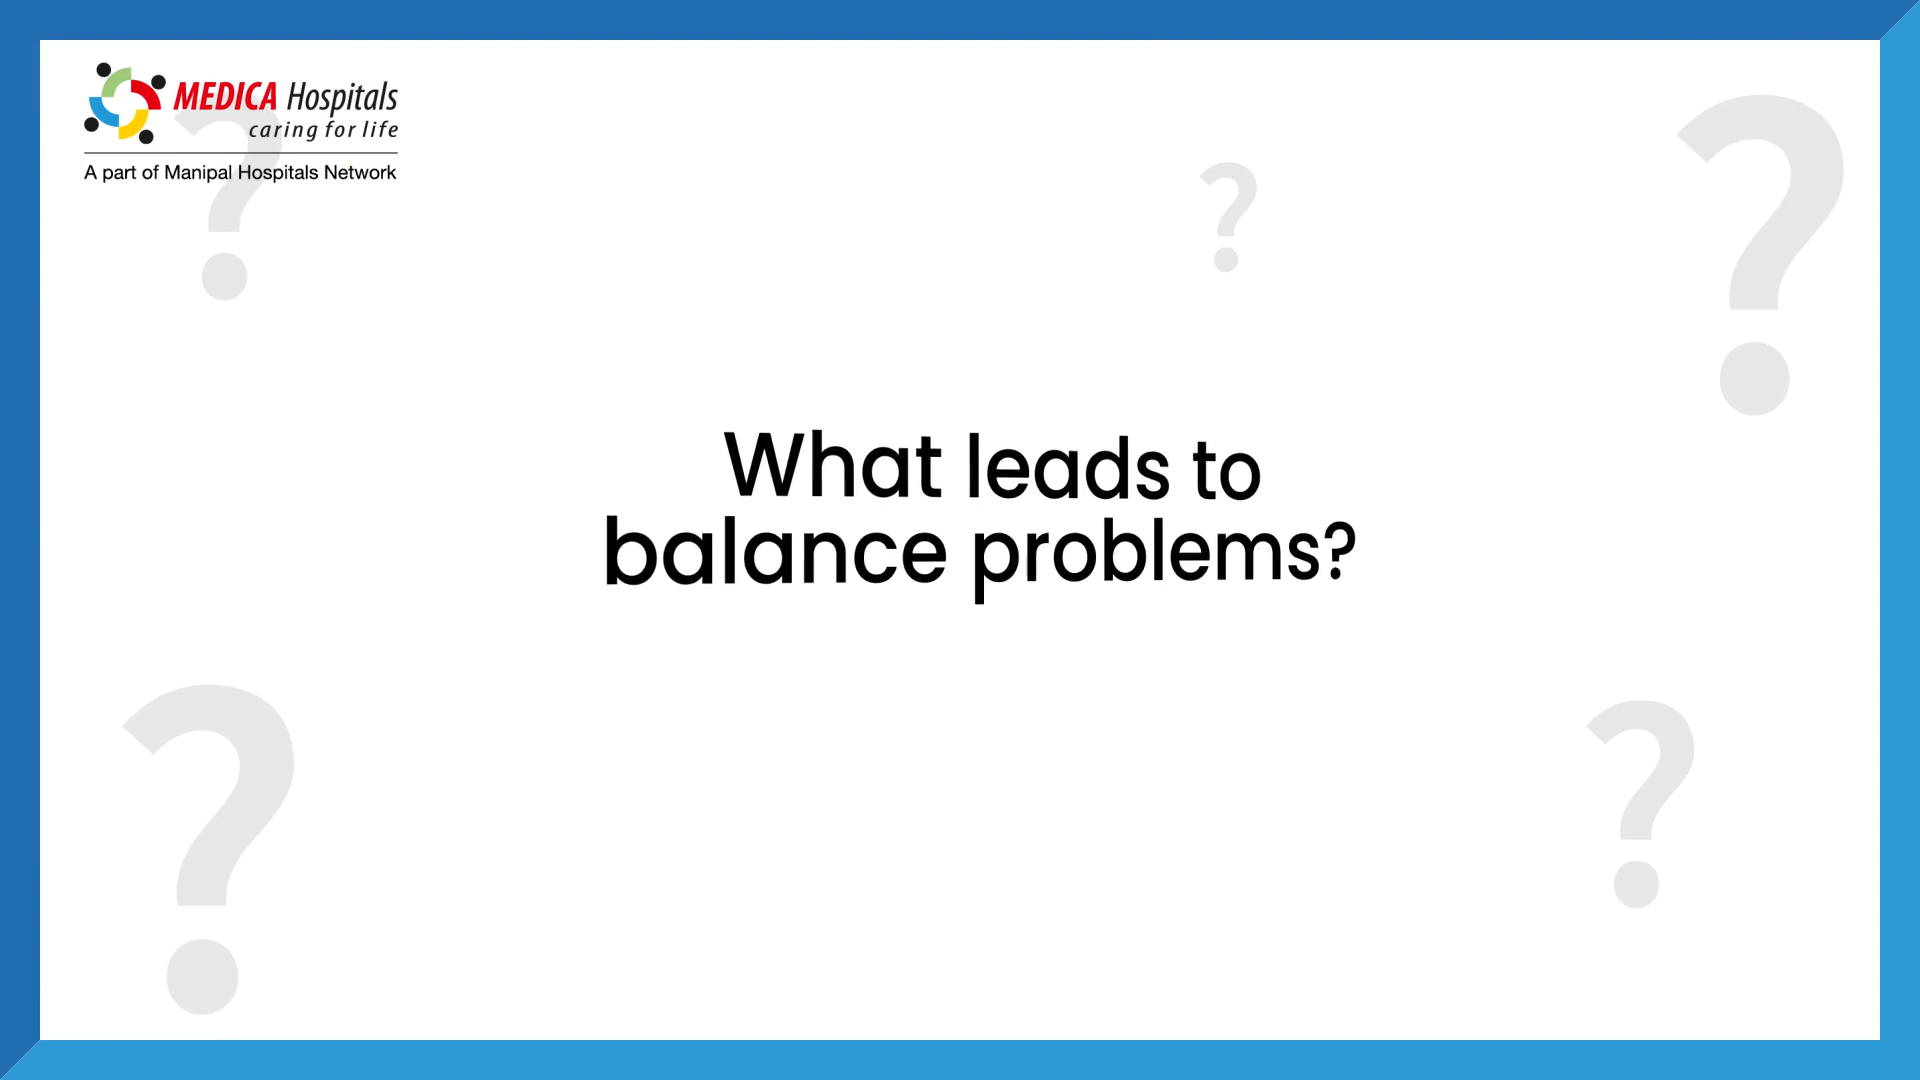 MEDICA Hospitals
caring for life
A part of Manipal Hospitals Network
?
?
?
What leads to
balance problems?
?
?